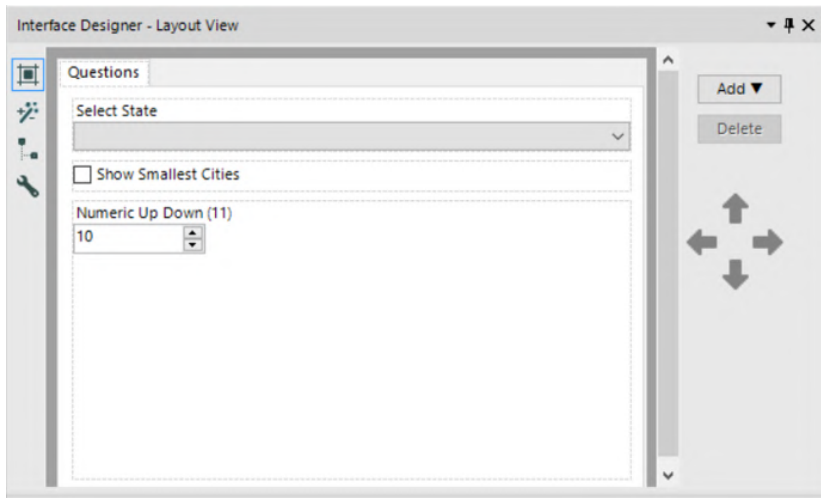 Interface Designer - Layout View
Questions
Add ▼
Select State
Delete
Show Smallest Cities
Numeric Up Down (11)
10